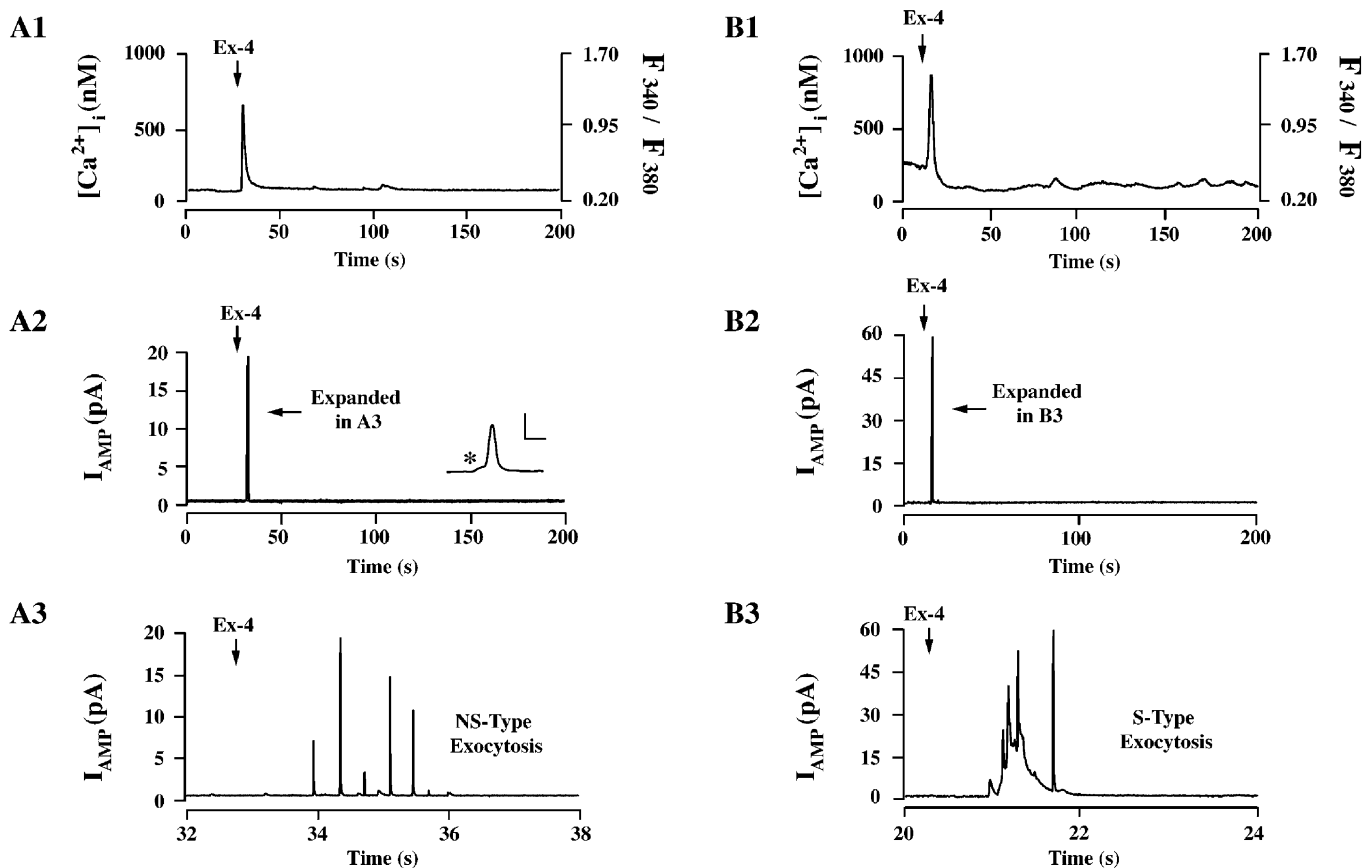 A1
Ex-4
1000
500
0
[Ca²⁺]ᵢ (nM)
1.70
0.95
0.20
F₃₄₀ / F₃₈₀
0 50 100 150 200
Time (s)
B1
Ex-4
1000
500
0
[Ca²⁺]ᵢ (nM)
1.70
0.95
0.20
F₃₄₀ / F₃₈₀
0 50 100 150 200
Time (s)
A2
Ex-4
20
15
10
5
0
I_AMP (pA)
Expanded
in A3
*
0 50 100 150 200
Time (s)
B2
Ex-4
60
45
30
15
0
I_AMP (pA)
Expanded
in B3
0 100 200
Time (s)
A3
Ex-4
20
15
10
5
0
I_AMP (pA)
NS-Type
Exocytosis
32 34 36 38
Time (s)
B3
Ex-4
60
45
30
15
0
I_AMP (pA)
S-Type
Exocytosis
20 22 24
Time (s)